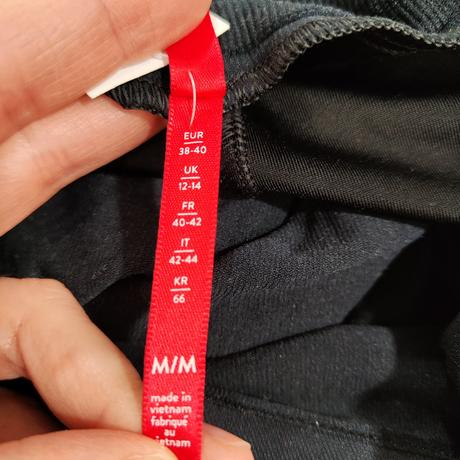 EUR
38-40
UK
12-14
FR
40-42
IT
42-44
KR
66
M/M
made in
vietnam
fabriqué
au